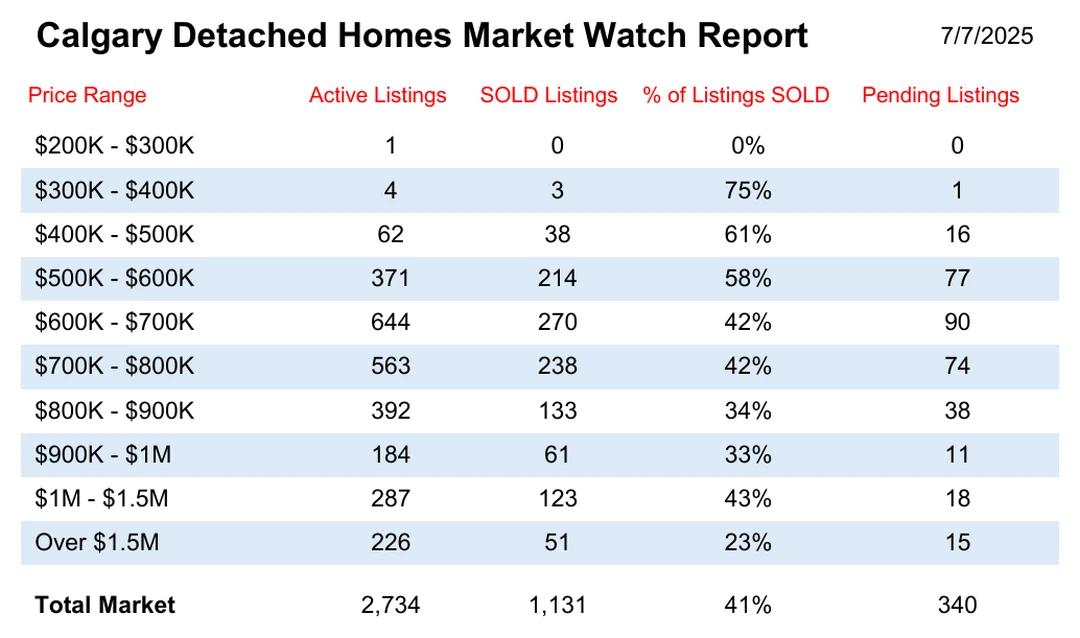 Calgary Detached Homes Market Watch Report 7/7/2025
Price Range Active Listings SOLD Listings % of Listings SOLD Pending Listings
$200K - $300K 1 0 0% 0
$300K - $400K 4 3 75% 1
$400K - $500K 62 38 61% 16
$500K - $600K 371 214 58% 77
$600K - $700K 644 270 42% 90
$700K - $800K 563 238 42% 74
$800K - $900K 392 133 34% 38
$900K - $1M 184 61 33% 11
$1M - $1.5M 287 123 43% 18
Over $1.5M 226 51 23% 15
Total Market 2,734 1,131 41% 340